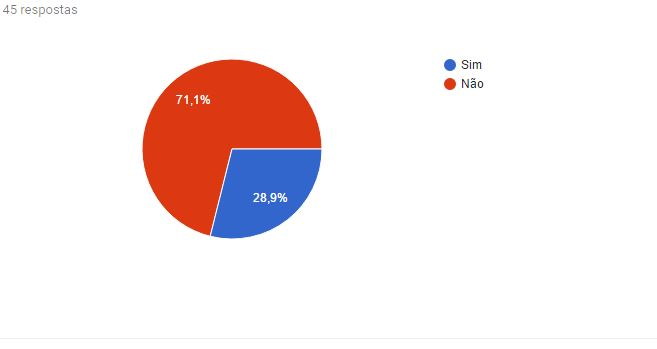 45 respostas
Sim
Não
71,1%
28,9%